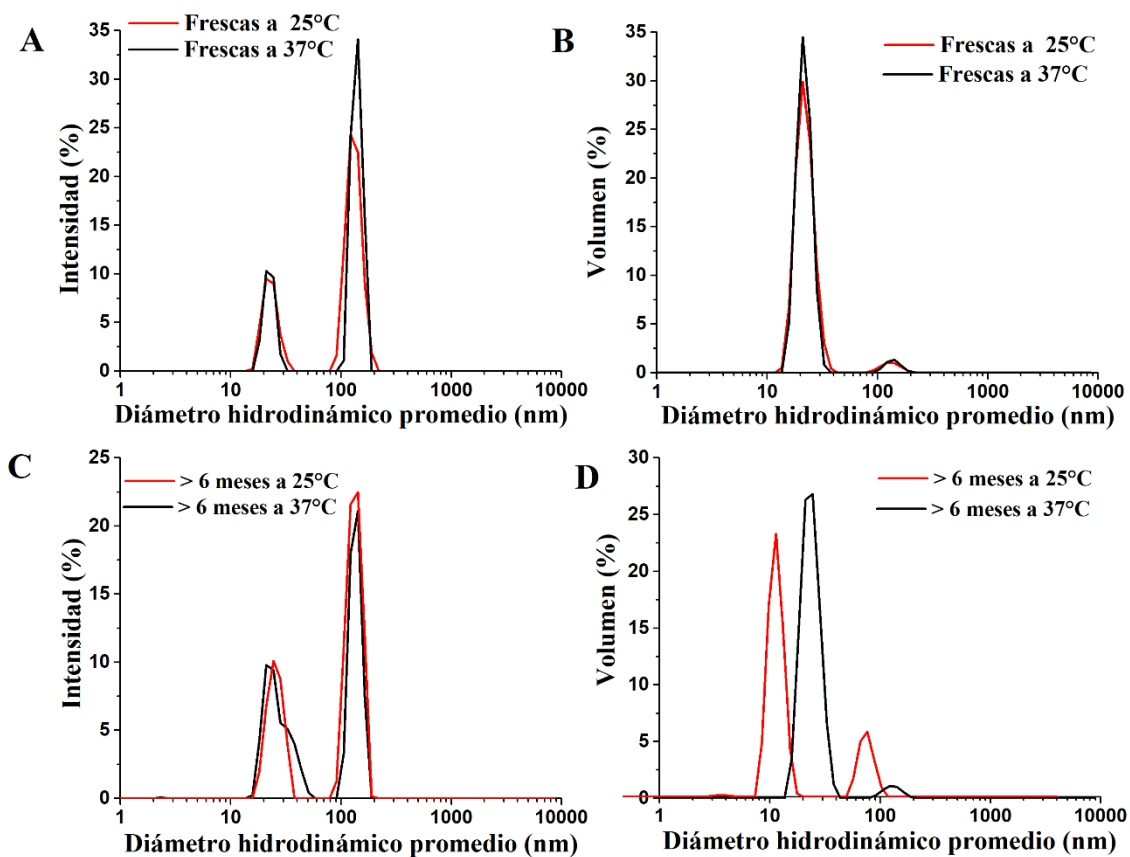 A
Frescas a 25°C
Frescas a 37°C
Intensidad (%)
35
30
25
20
15
10
5
0
1 10 100 1000 10000
Diámetro hidrodinámico promedio (nm)
B
Frescas a 25°C
Frescas a 37°C
Volumen (%)
35
30
25
20
15
10
5
0
1 10 100 1000 10000
Diámetro hidrodinámico promedio (nm)
C
> 6 meses a 25°C
> 6 meses a 37°C
Intensidad (%)
25
20
15
10
5
0
1 10 100 1000 10000
Diámetro hidrodinámico promedio (nm)
D
> 6 meses a 25°C
> 6 meses a 37°C
Volumen (%)
30
25
20
15
10
5
0
1 10 100 1000 10000
Diámetro hidrodinámico promedio (nm)